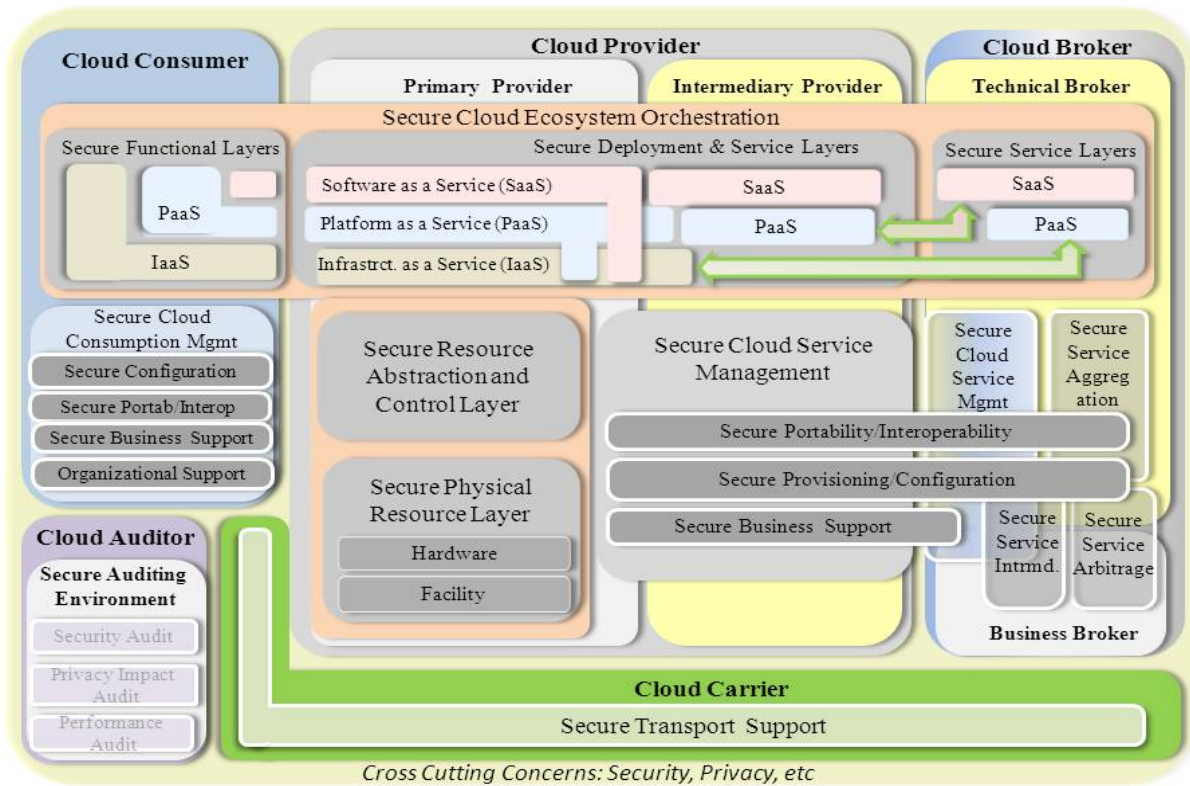 Cloud Consumer
Cloud Provider
Cloud Broker
Primary Provider
Intermediary Provider
Technical Broker
Secure Cloud Ecosystem Orchestration
Secure Functional Layers
PaaS
IaaS
Secure Deployment & Service Layers
Software as a Service (SaaS)
SaaS
Platform as a Service (PaaS)
PaaS
Infrastrct. as a Service (IaaS)
Secure Service Layers
SaaS
PaaS
Secure Cloud
Consumption Mgmt
Secure Configuration
Secure Portab/Interop
Secure Business Support
Organizational Support
Secure Resource
Abstraction and
Control Layer
Secure Physical
Resource Layer
Hardware
Facility
Secure Cloud Service
Management
Secure Portability/Interoperability
Secure Provisioning/Configuration
Secure Business Support
Secure
Cloud
Service
Mgmt
Secure
Service
Aggreg
ation
Secure
Service
Intrmd.
Secure
Service
Arbitrage
Business Broker
Cloud Auditor
Secure Auditing
Environment
Security Audit
Privacy Impact
Audit
Performance
Audit
Cloud Carrier
Secure Transport Support
Cross Cutting Concerns: Security, Privacy, etc